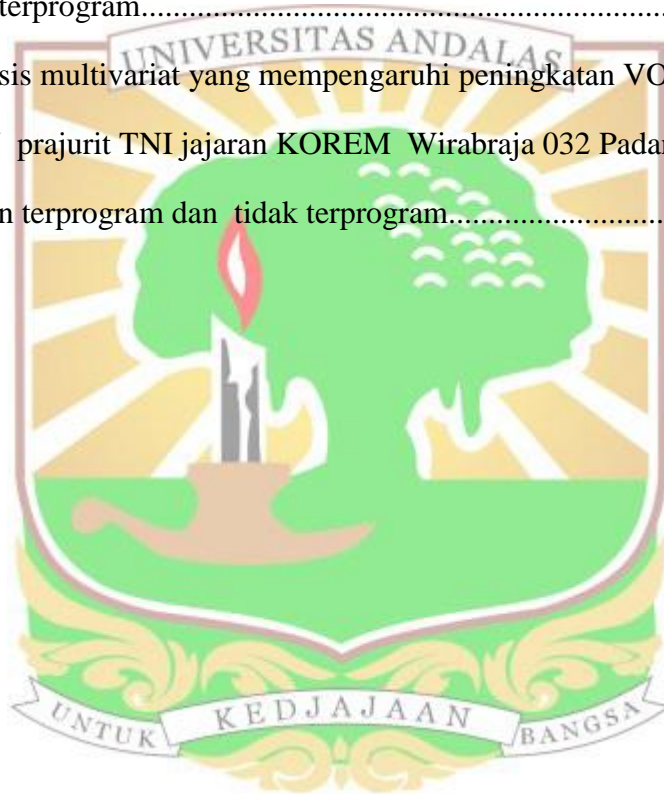 terprogram
UNIVERSITAS ANDALAS
sis multivariat yang mempengaruhi peningkatan VO
prajurit TNI jajaran KOREM Wirabraja 032 Padan
n terprogram dan tidak terprogram
UNTUK KEDJAJAAN BANGSA